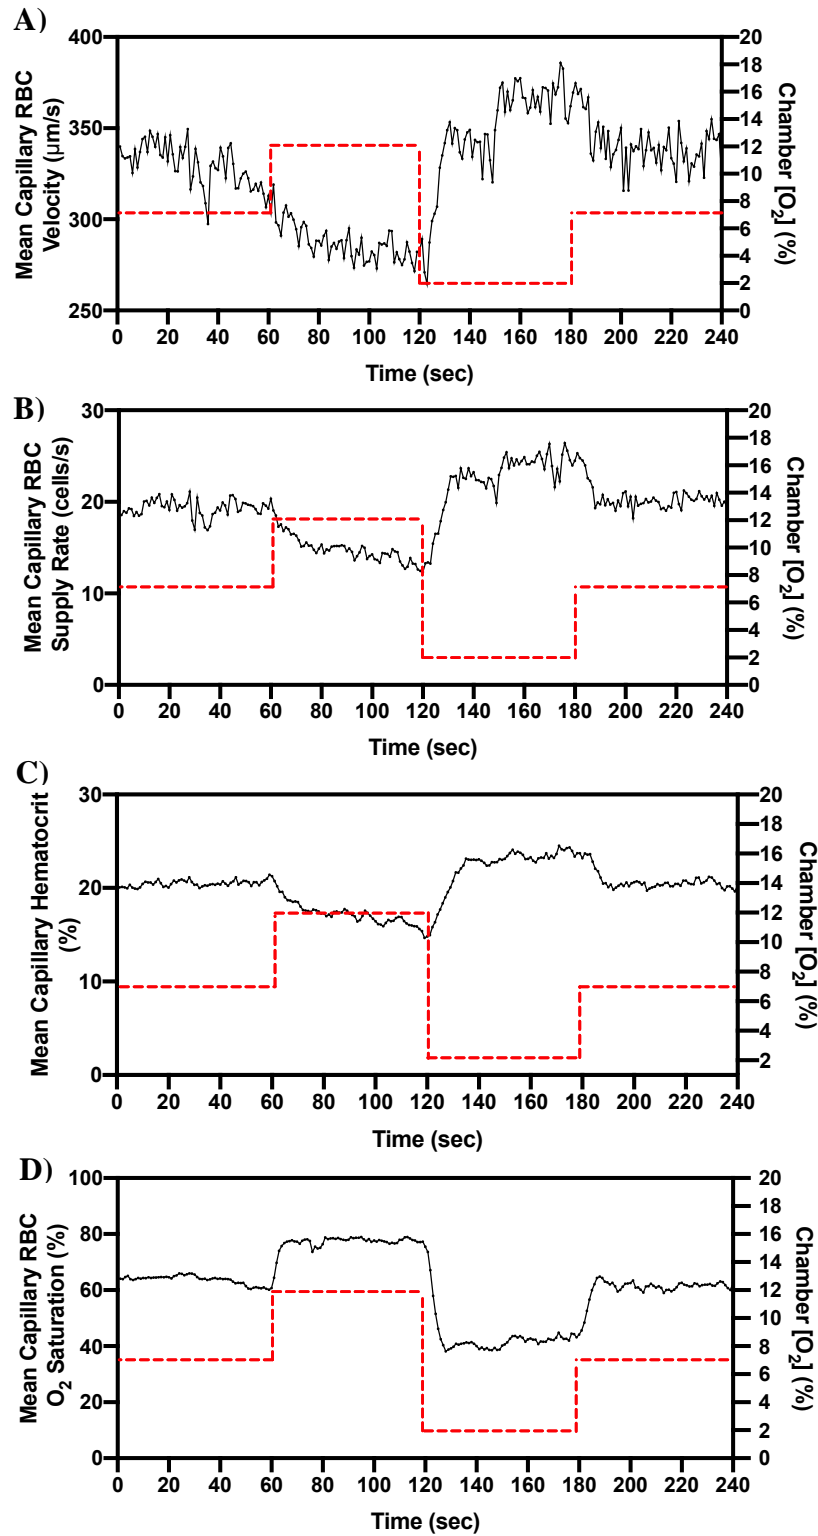 A)
Mean Capillary RBC
Velocity (μm/s)
400
350
300
250
20
18
16
14
12
10
8
6
4
2
0
Chamber [O2] (%)
0 20 40 60 80 100 120 140 160 180 200 220 240
Time (sec)
B)
Mean Capillary RBC
Supply Rate (cells/s)
30
20
10
0
20
18
16
14
12
10
8
6
4
2
0
Chamber [O2] (%)
0 20 40 60 80 100 120 140 160 180 200 220 240
Time (sec)
C)
Mean Capillary Hematocrit
(%)
30
20
10
0
20
18
16
14
12
10
8
6
4
2
Chamber [O2] (%)
0 20 40 60 80 100 120 140 160 180 200 220 240
Time (sec)
D)
Mean Capillary RBC
O2 Saturation (%)
100
80
60
40
20
0
20
18
16
14
12
10
8
6
4
2
0
Chamber [O2] (%)
0 20 40 60 80 100 120 140 160 180 200 220 240
Time (sec)